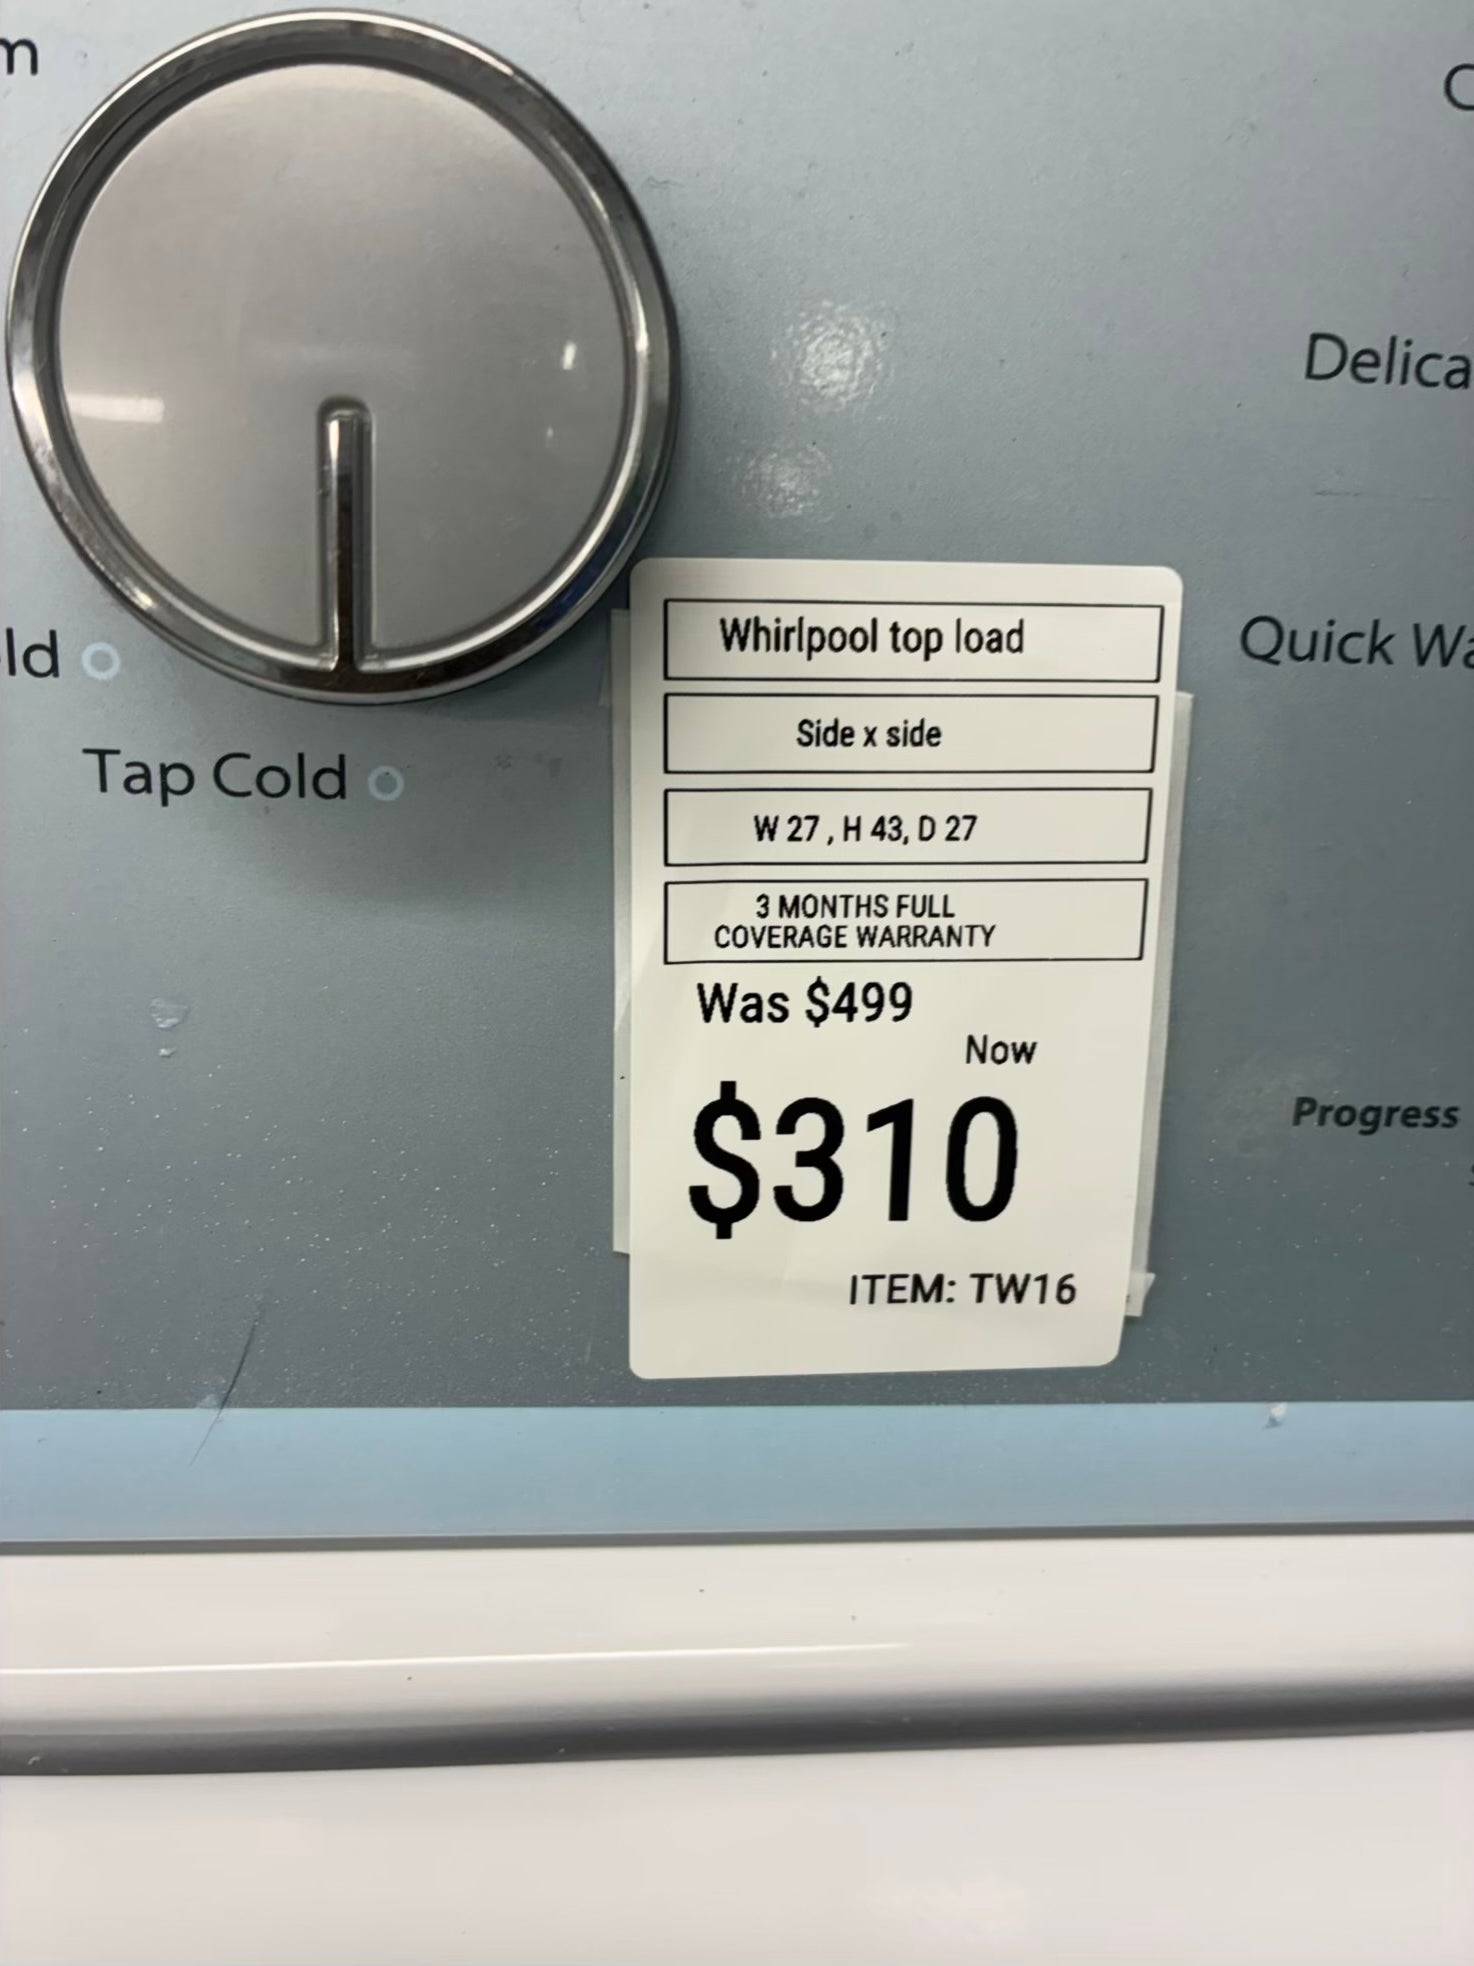 Whirlpool top load
Side x side
W 27 , H 43, D 27
3 MONTHS FULL
COVERAGE WARRANTY
Was $499
Now
$310
ITEM: TW16
Tap Cold
Delica
Quick Wa
Progress
ld
m